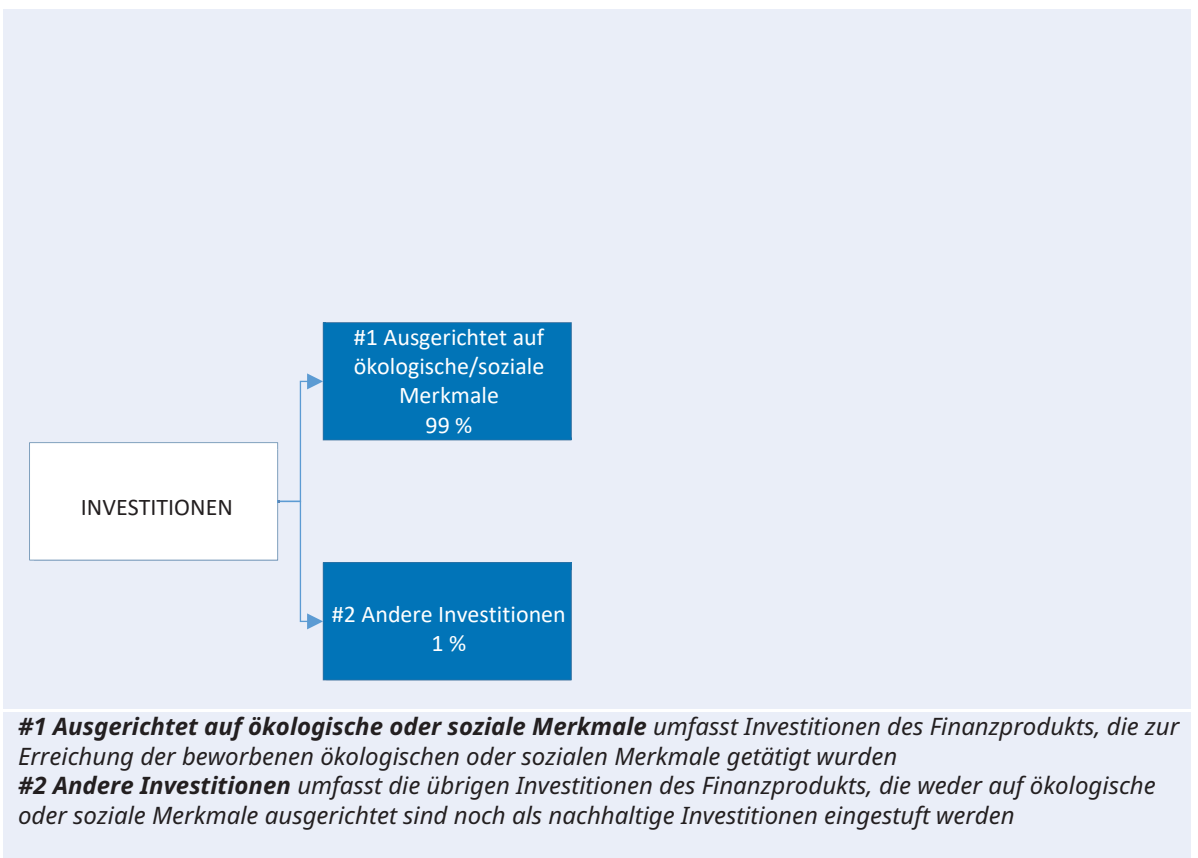 #1 Ausgerichtet auf
ökologische/soziale
Merkmale
99 %
INVESTITIONEN
#2 Andere Investitionen
1 %
#1 Ausgerichtet auf ökologische oder soziale Merkmale umfasst Investitionen des Finanzprodukts, die zur
Erreichung der beworbenen ökologischen oder sozialen Merkmale getätigt wurden
#2 Andere Investitionen umfasst die übrigen Investitionen des Finanzprodukts, die weder auf ökologische
oder soziale Merkmale ausgerichtet sind noch als nachhaltige Investitionen eingestuft werden